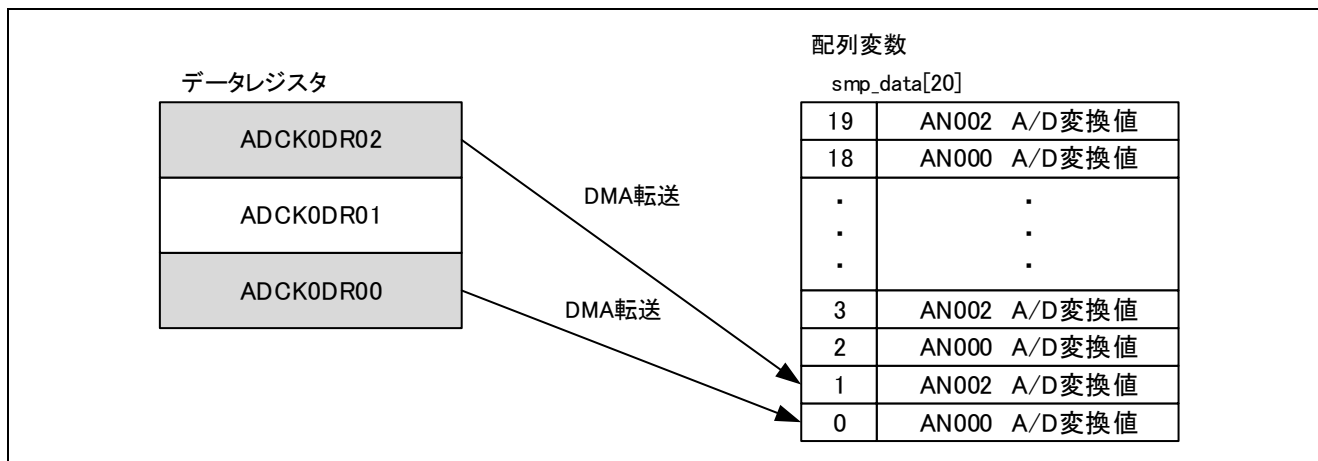 配列変数
データレジスタ
smp_data[20]
ADCK0DR02
ADCK0DR01
ADCK0DR00
DMA転送
DMA転送
19 AN002 A/D変換値
18 AN000 A/D変換値
・ ・
・ ・
・ ・
3 AN002 A/D変換値
2 AN000 A/D変換値
1 AN002 A/D変換値
0 AN000 A/D変換値